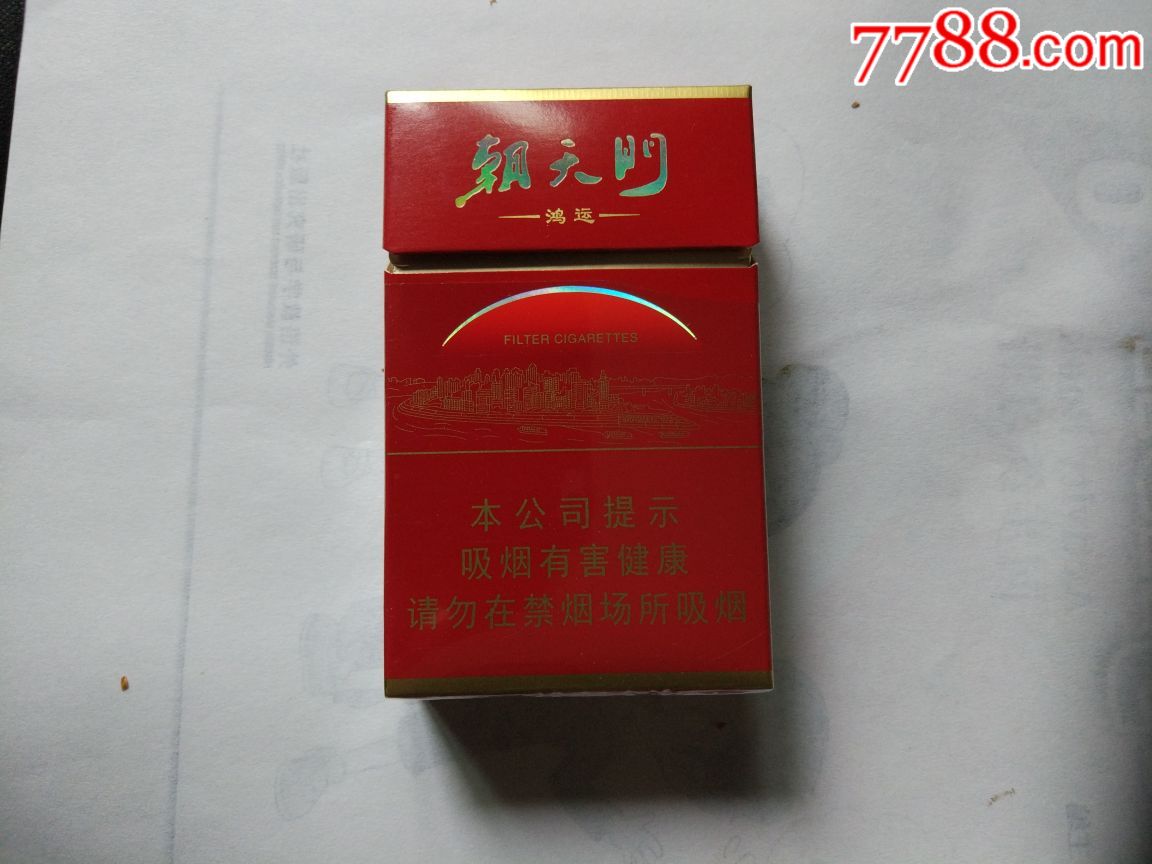 7788.com
朝天門
鸿运
FILTER CIGARETTES
本公司提示
吸烟有害健康
请勿在禁烟场所吸烟